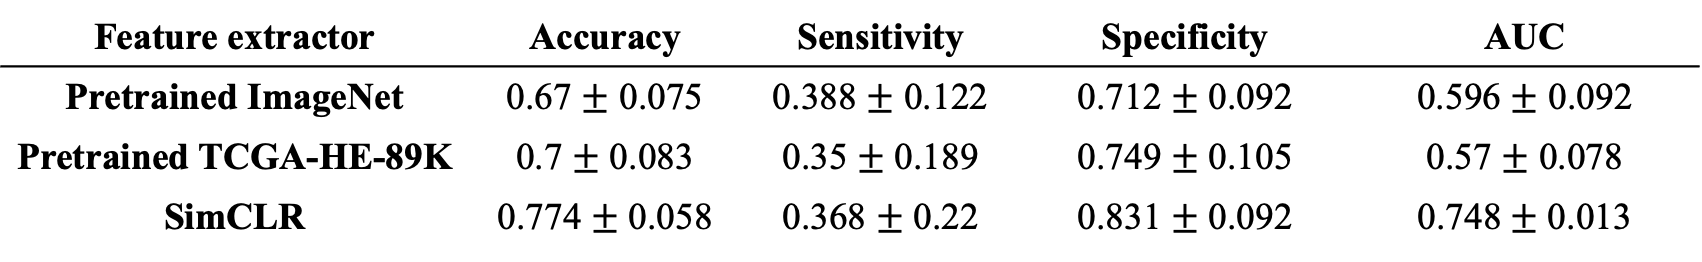 Feature extractor Accuracy Sensitivity Specificity AUC
Pretrained ImageNet 0.67 ± 0.075 0.388 ± 0.122 0.712 ± 0.092 0.596 ± 0.092
Pretrained TCGA-HE-89K 0.7 ± 0.083 0.35 ± 0.189 0.749 ± 0.105 0.57 ± 0.078
SimCLR 0.774 ± 0.058 0.368 ± 0.22 0.831 ± 0.092 0.748 ± 0.013